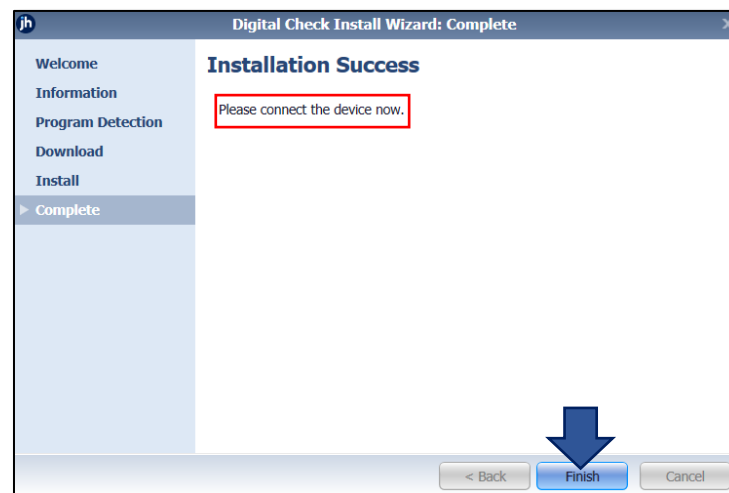 jh
Digital Check Install Wizard: Complete
Welcome
Information
Program Detection
Download
Install
Complete
Installation Success
Please connect the device now.
< Back
Finish
Cancel